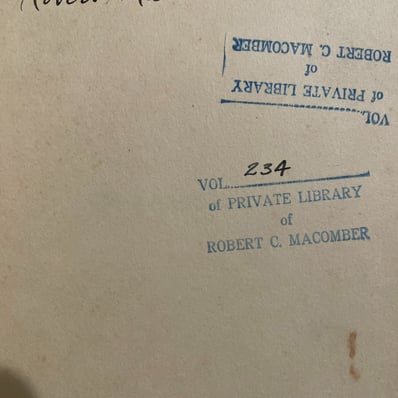 VOL
of PRIVATE LIBRARY
of
ROBERT C. MACOMBER
VOL. 234
of PRIVATE LIBRARY
of
ROBERT C. MACOMBER